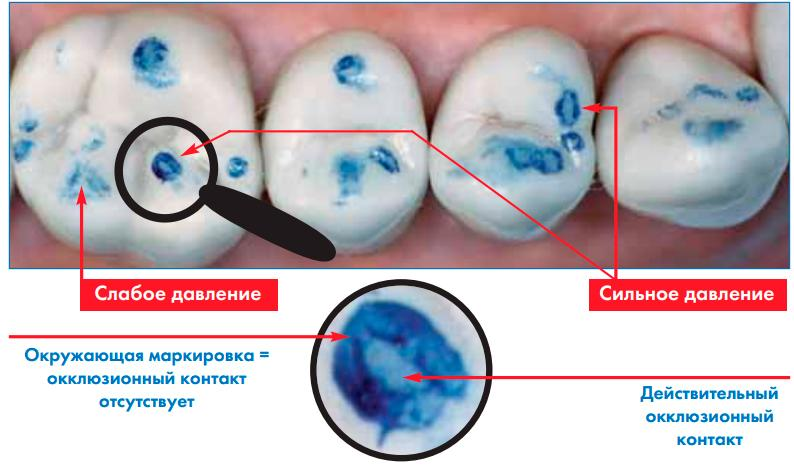 Слабое давление
Сильное давление
Окружающая маркировка =
окклюзионный контакт
отсутствует
Действительный
окклюзионный
контакт